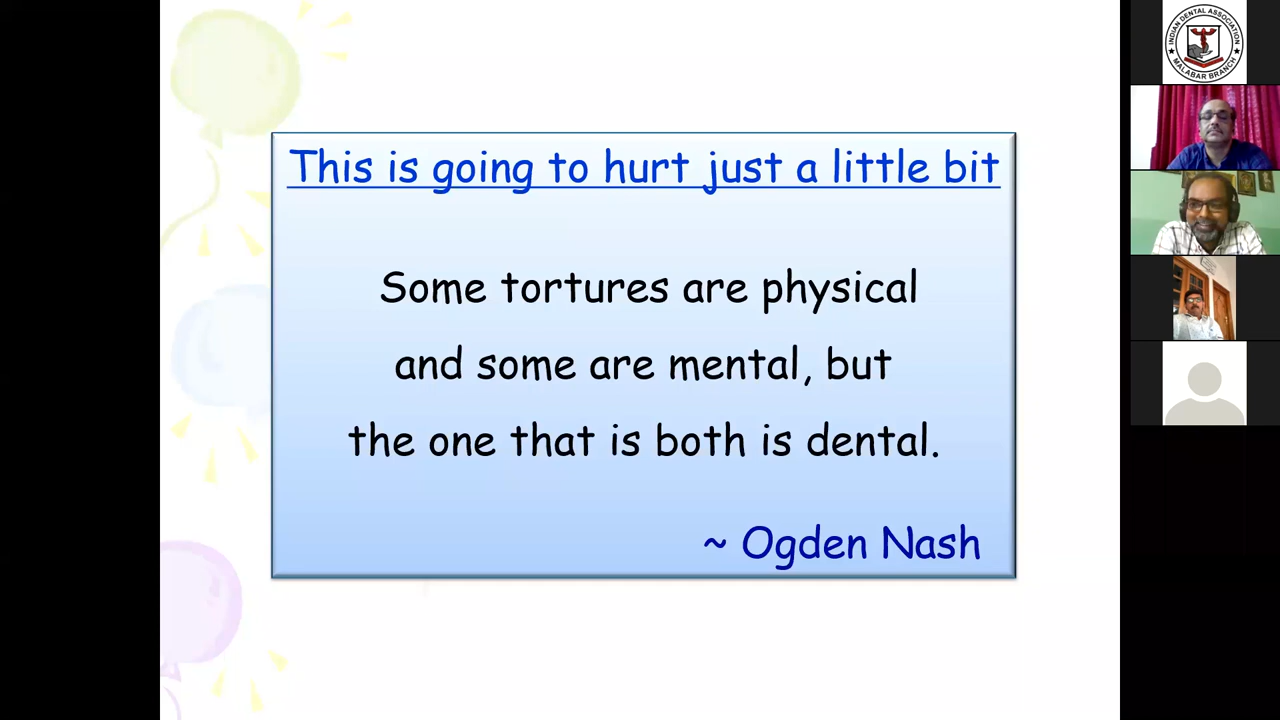 This is going to hurt just a little bit
Some tortures are physical
and some are mental, but
the one that is both is dental.
~ Ogden Nash
INDIAN DENTAL ASSOCIATION
MALABAR BRANCH